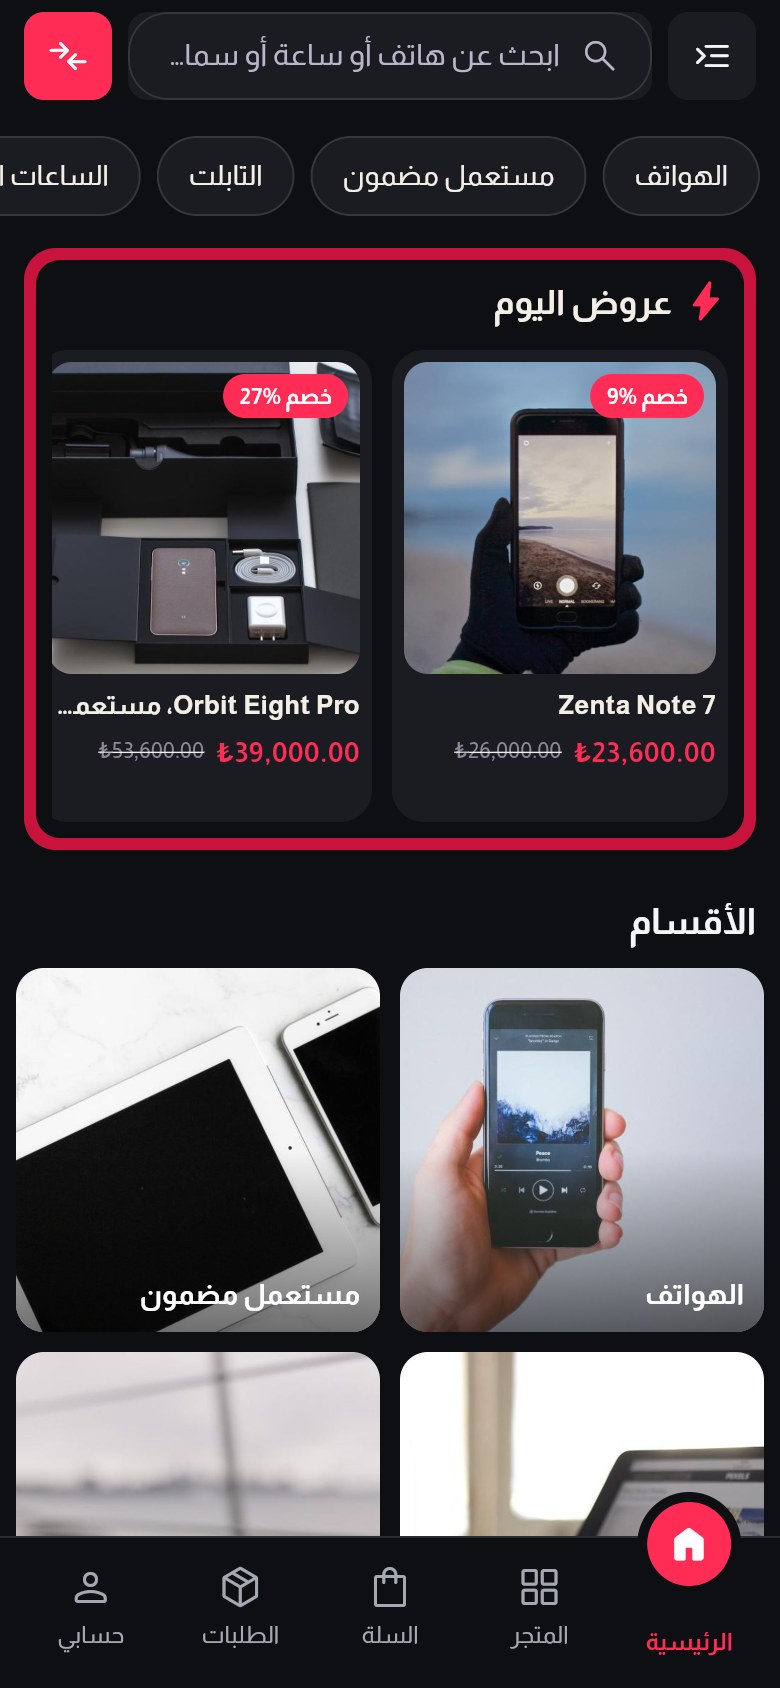 ابحث عن هاتف أو ساعة أو سما...
الهواتف
مستعمل مضمون
التابلت
الساعات ا
عروض اليوم
خصم 9%
Zenta Note 7
₺23,600.00 ₺26,000.00
خصم 27%
Orbit Eight Pro، مستعمـ...
₺39,000.00 ₺53,600.00
الأقسام
الهواتف
مستعمل مضمون
الرئيسية
المتجر
السلة
الطلبات
حسابي